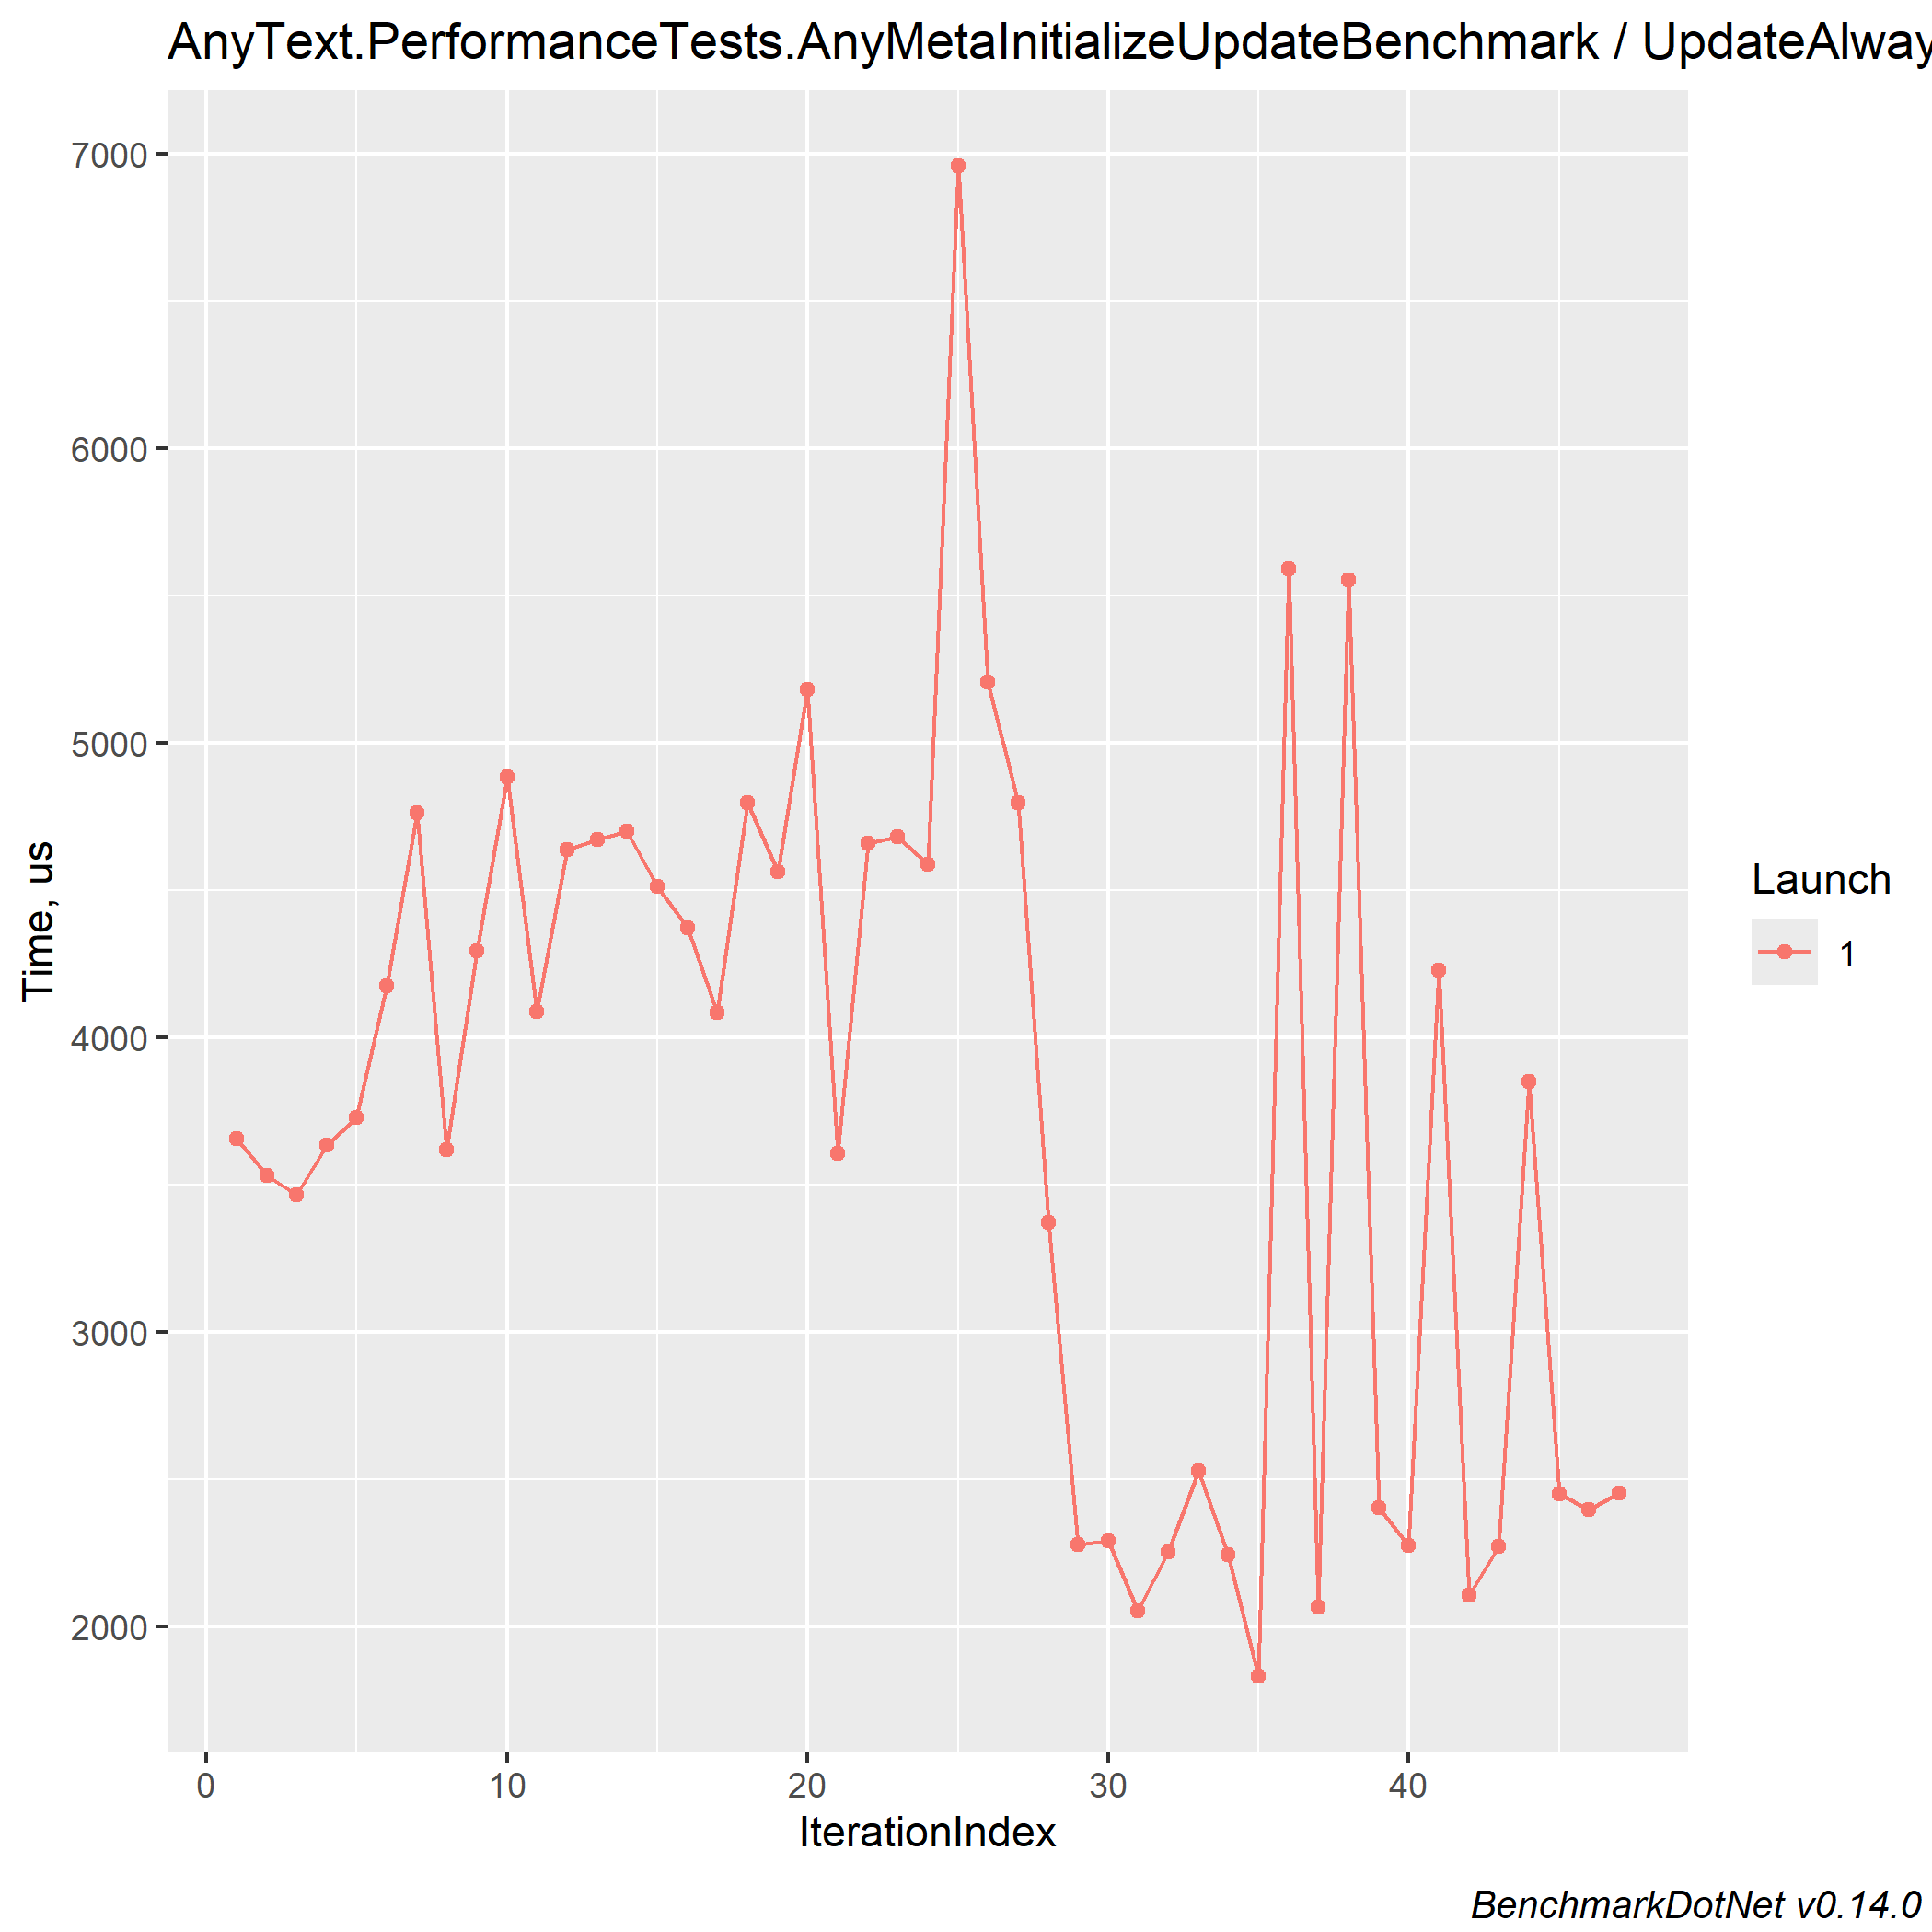 AnyText.PerformanceTests.AnyMetaInitializeUpdateBenchmark / UpdateAlway
7000
6000
5000
4000
3000
2000
Time, us
0 10 20 30 40
IterationIndex
Launch
1
BenchmarkDotNet v0.14.0